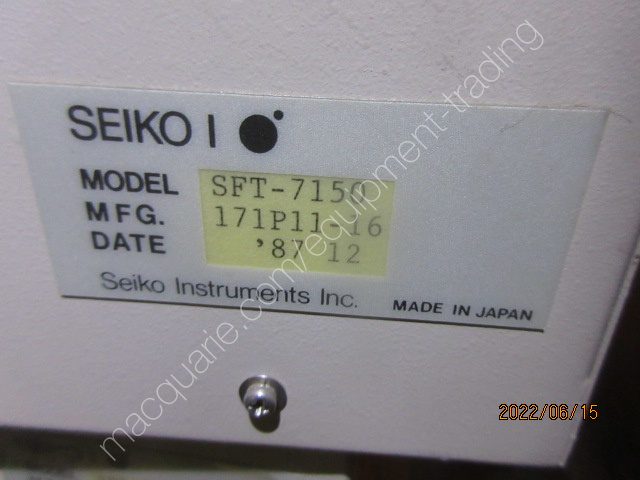 SEIKO I
MODEL SFT-7150
MFG. 171P11-16
DATE '87 12
Seiko Instruments Inc. MADE IN JAPAN
macquarie.com/equipment-trading
2022/06/15